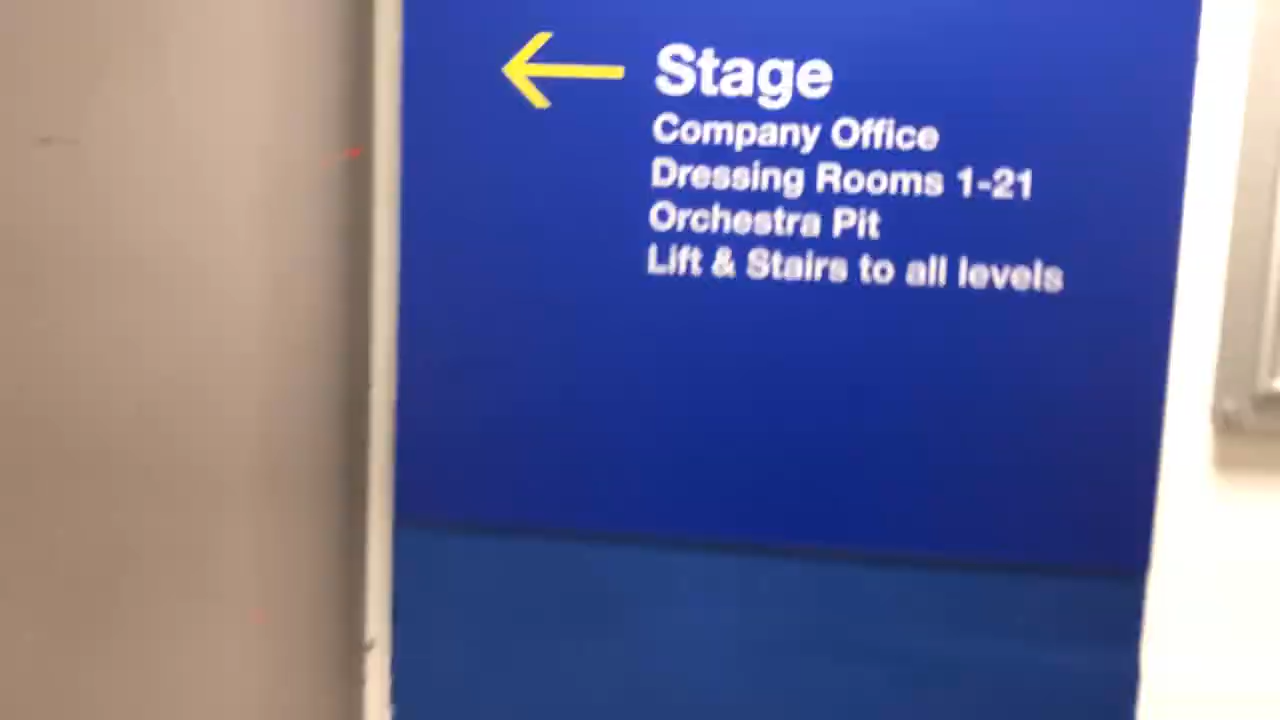 Stage
Company Office
Dressing Rooms 1-21
Orchestra Pit
Lift & Stairs to all levels